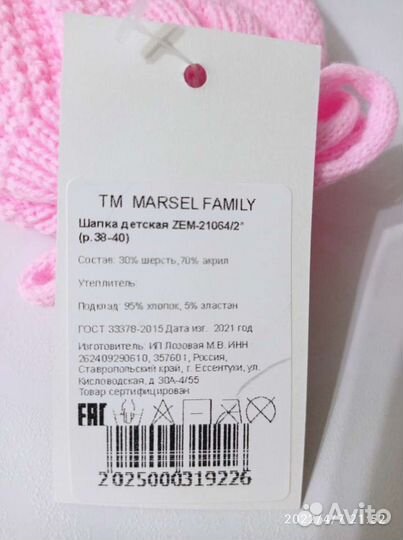 TM MARSEL FAMILY
Шапка детская ZEM-21064/2*
(р.38-40)
Состав: 30% шерсть,70% акрил
Утеплитель:
Подклад: 95% хлопок, 5% эластан
ГОСТ 33378-2015 Дата изг. 2021 год
Изготовитель: ИП Лозовая М.В. ИНН
262409290610, 357601, Россия,
Ставропольский край, г. Ессентуки, ул.
Кисловодская, д 30А-4/55
Товар сертифицирован
EAC
2025000319226
Avito